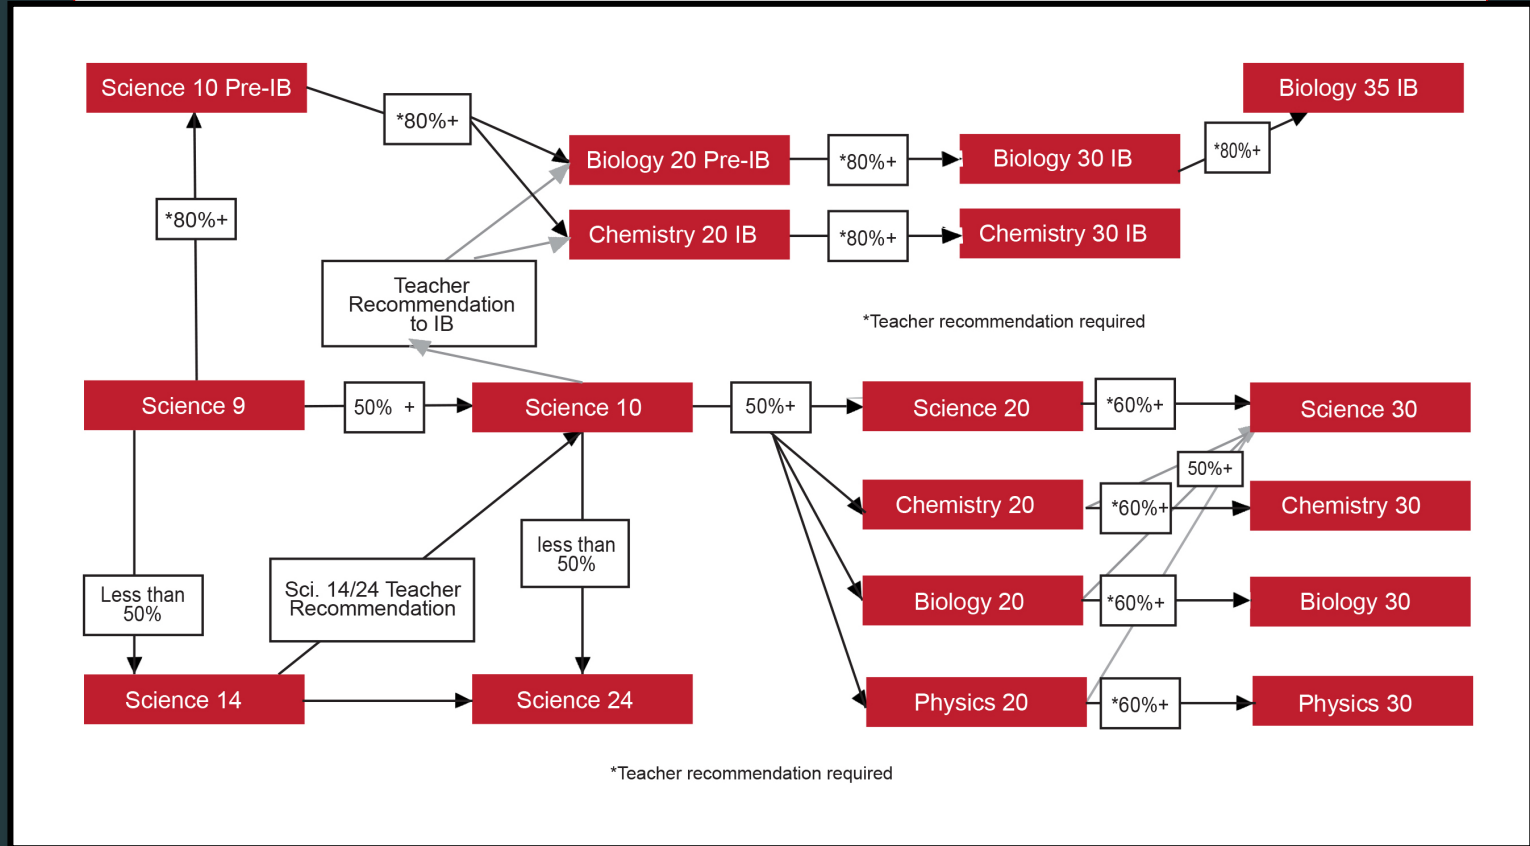 Science 10 Pre-IB
*80%+
Biology 35 IB
*80%+
Biology 20 Pre-IB
*80%+
Biology 30 IB
*80%+
Chemistry 20 IB
*80%+
Chemistry 30 IB
Teacher
Recommendation
to IB
*Teacher recommendation required
Science 9
50% +
Science 10
50%+
Science 20
*60%+
Science 30
50%+
Chemistry 20
*60%+
Chemistry 30
less than
50%
Less than
50%
Sci. 14/24 Teacher
Recommendation
Biology 20
*60%+
Biology 30
Science 14
Science 24
Physics 20
*60%+
Physics 30
*Teacher recommendation required